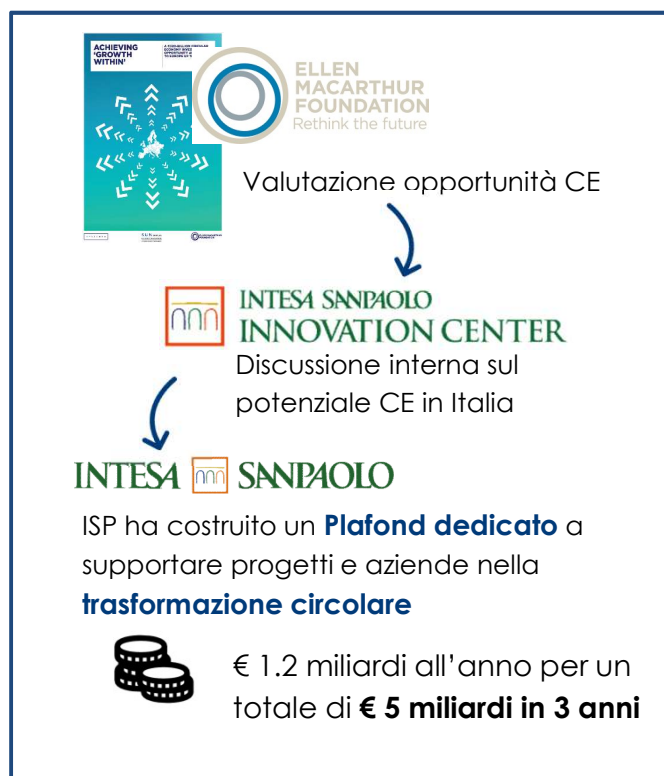 ACHIEVING
'GROWTH
WITHIN'
ELLEN
MACARTHUR
FOUNDATION
Rethink the future
Valutazione opportunità CE
INTESA SANPAOLO
INNOVATION CENTER
Discussione interna sul
potenziale CE in Italia
INTESA SANPAOLO
ISP ha costruito un Plafond dedicato a
supportare progetti e aziende nella
trasformazione circolare
€ 1.2 miliardi all'anno per un
totale di € 5 miliardi in 3 anni